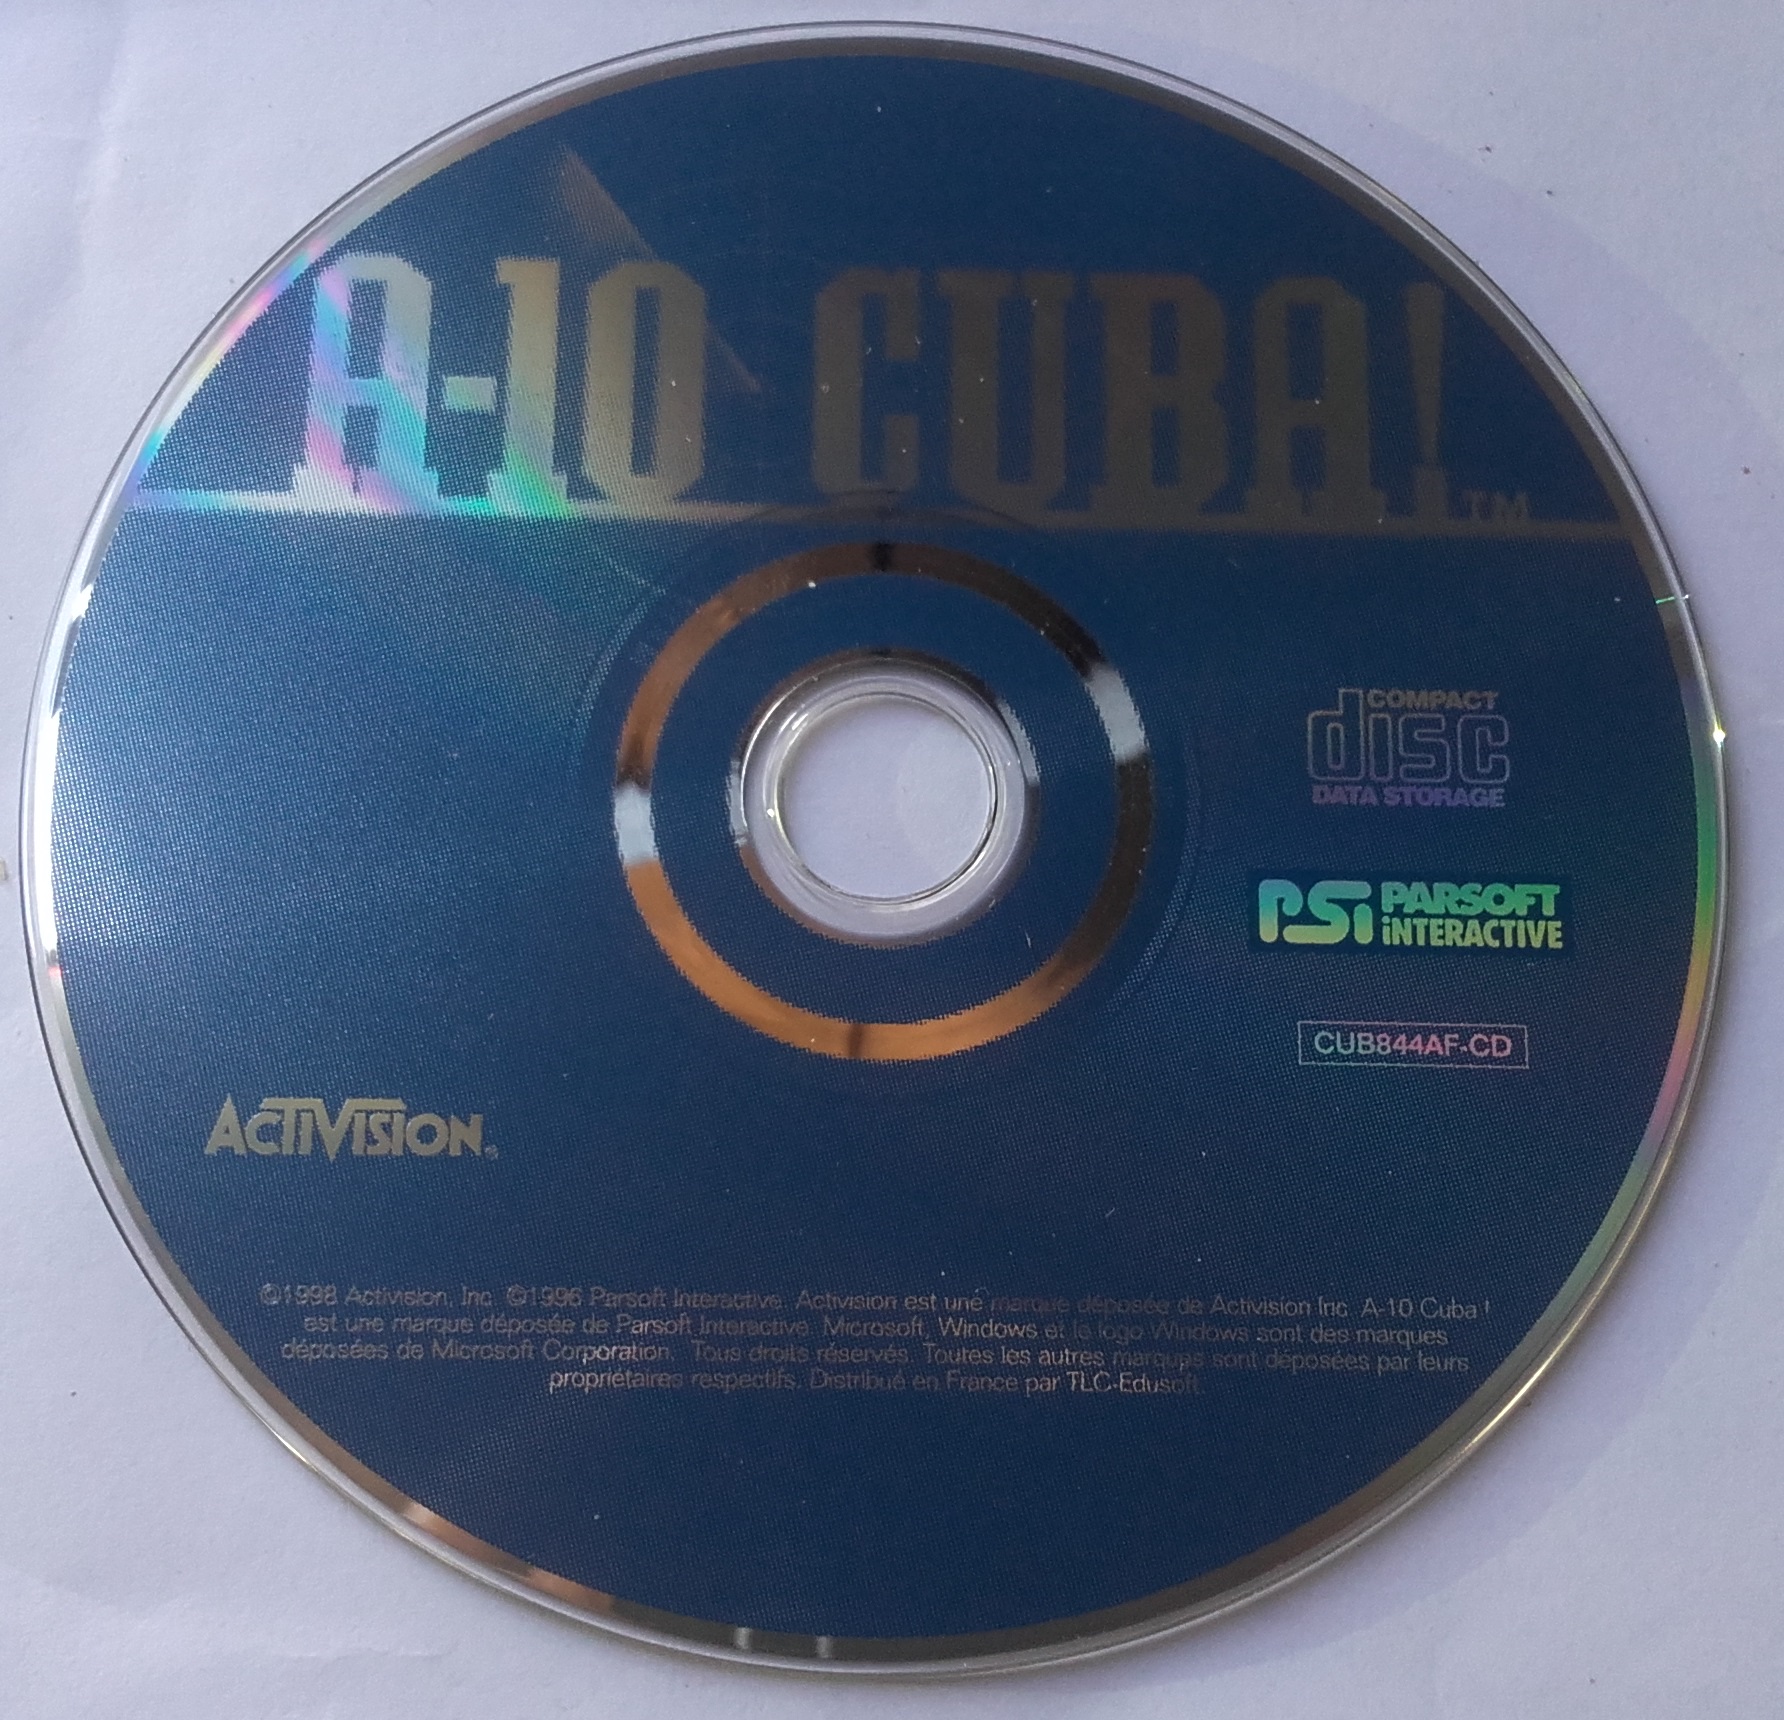 A-10 CUBA!™
COMPACT
disc
DATA STORAGE
PSi PARSOFT
iNTERACTIVE
CUB844AF-CD
ACTIVISION®
©1998 Activision, Inc. ©1996 Parsoft Interactive. Activision est une marque déposée de Activision Inc. A-10 Cuba !
est une marque déposée de Parsoft Interactive. Microsoft, Windows et le logo Windows sont des marques
déposées de Microsoft Corporation. Tous droits réservés. Toutes les autres marques sont déposées par leurs
propriétaires respectifs. Distribué en France par TLC-Edusoft.